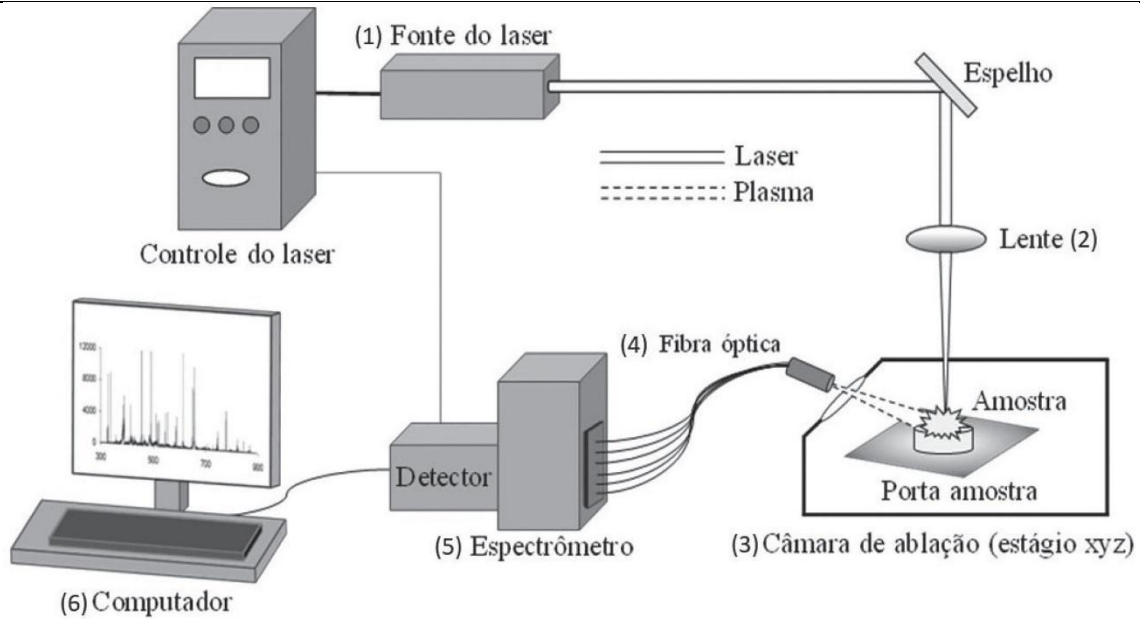 (1) Fonte do laser
Espelho
Laser
Plasma
Controle do laser
Lente (2)
(4) Fibra óptica
12000
8000
4000
0
300
500
700
900
Amostra
Detector
Porta amostra
(5) Espectrômetro
(3) Câmara de ablação (estágio xyz)
(6) Computador